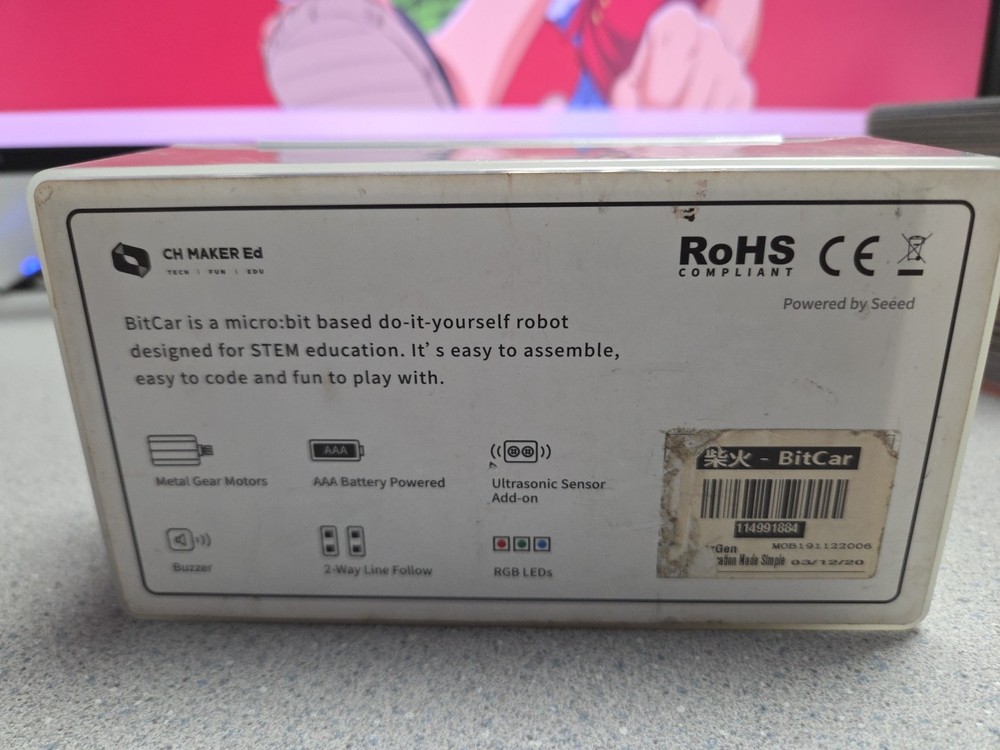 CH MAKER Ed
TECH | FUN | EDU
RoHS
COMPLIANT
CE
Powered by Seeed
BitCar is a micro:bit based do-it-yourself robot
designed for STEM education. It's easy to assemble,
easy to code and fun to play with.
Metal Gear Motors
AAA
AAA Battery Powered
Ultrasonic Sensor
Add-on
Buzzer
2-Way Line Follow
RGB LEDs
柴火 - BitCar
114991884
MOB191122006
Made Simple 03/12/20